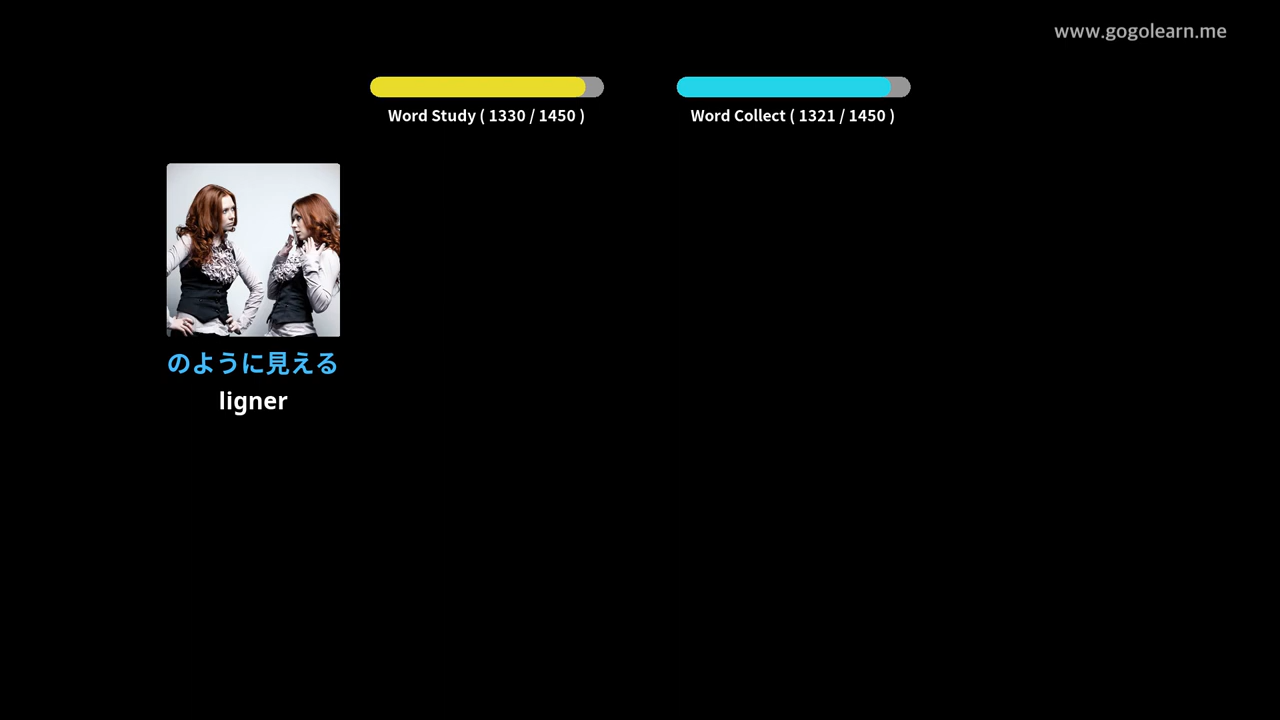 www.gogolearn.me
Word Study ( 1330 / 1450 )
Word Collect ( 1321 / 1450 )
のように見える
ligner